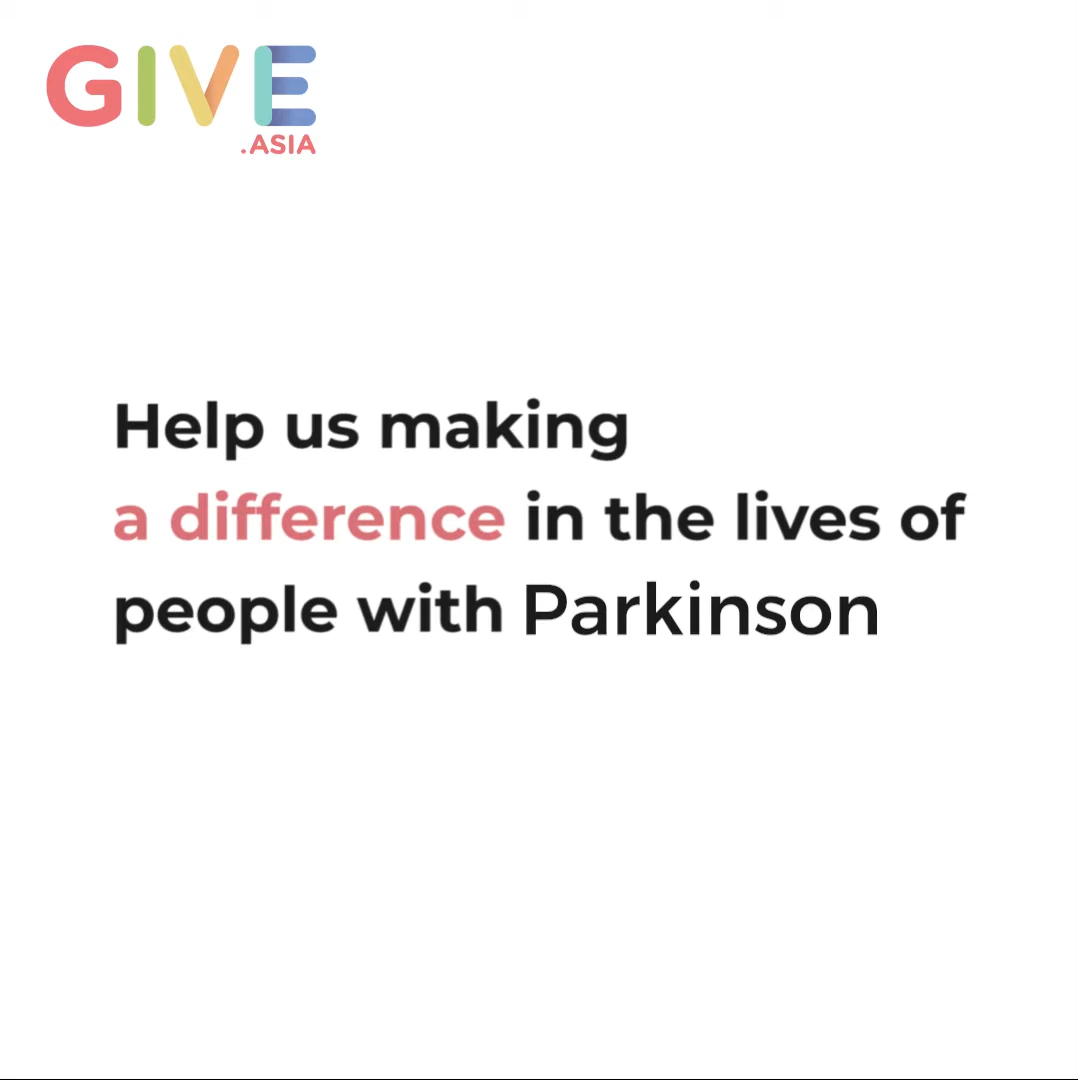 GIVE
.ASIA
Help us making
a difference in the lives of
people with Parkinson